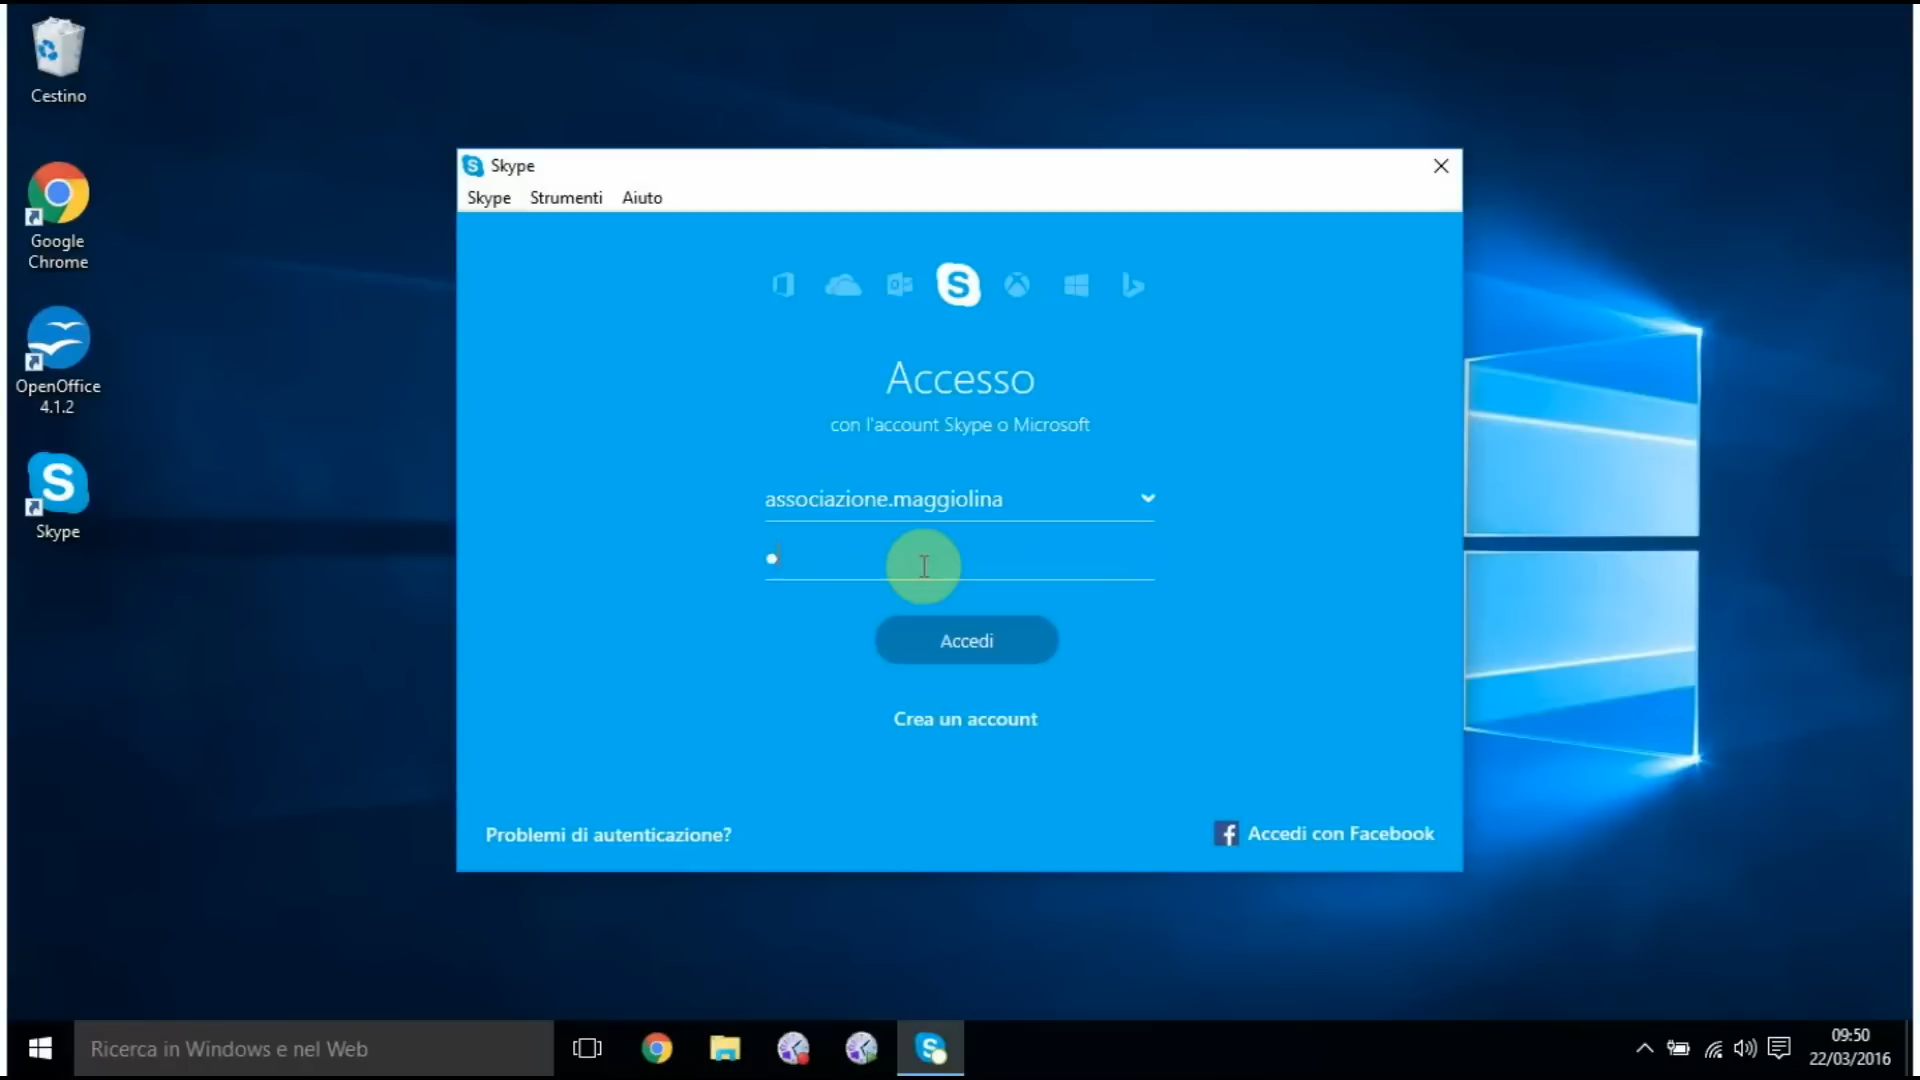 Cestino
Google
Chrome
OpenOffice
4.1.2
Skype
Skype
Skype Strumenti Aiuto
Accesso
con l'account Skype o Microsoft
associazione.maggiolina
Accedi
Crea un account
Problemi di autenticazione?
Accedi con Facebook
Ricerca in Windows e nel Web
09:50
22/03/2016